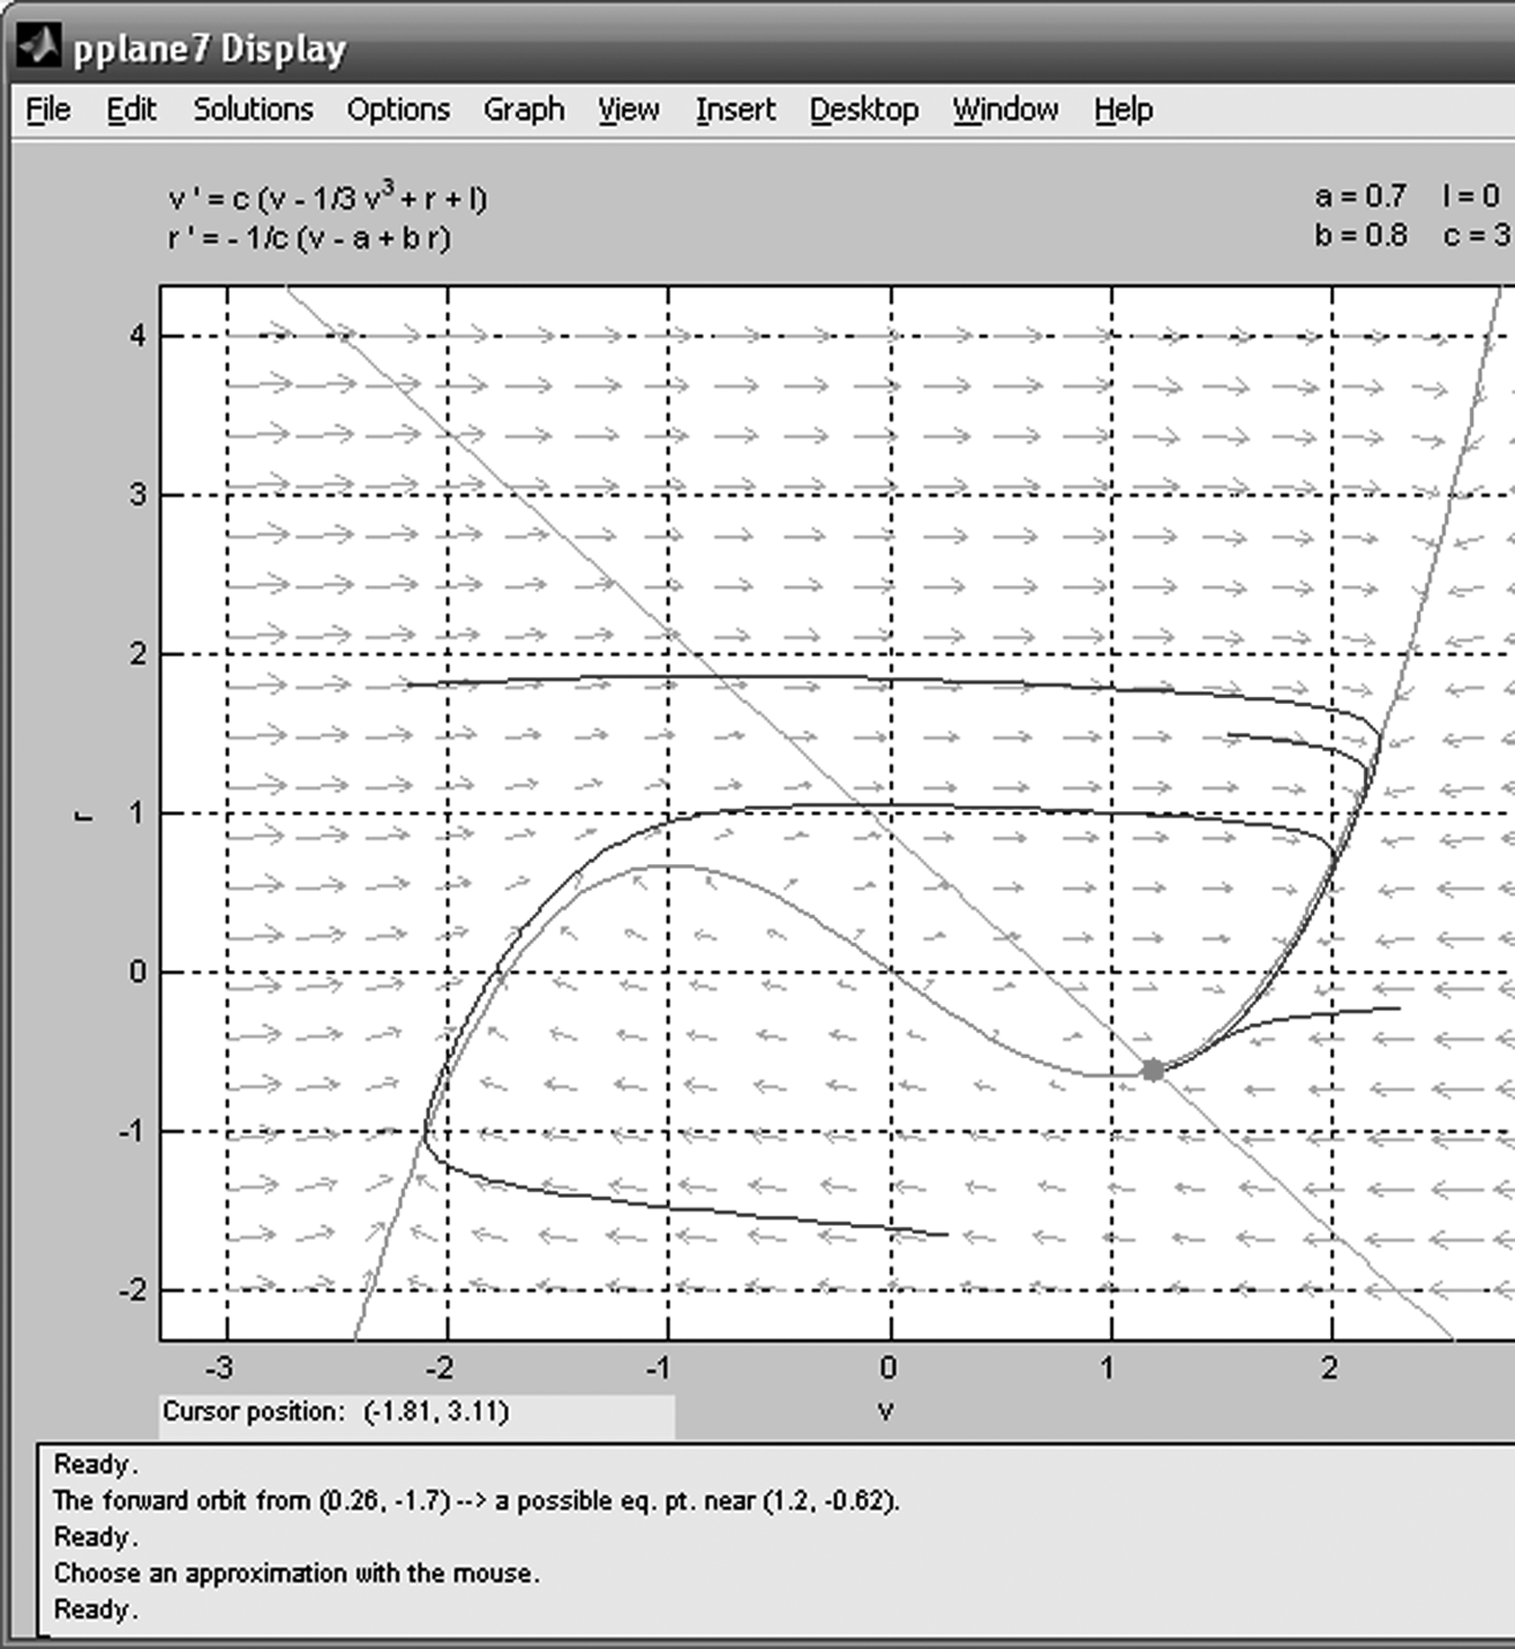 pplane7 Display
File Edit Solutions Options Graph View Insert Desktop Window Help
v ' = c (v - 1/3 v³ + r + I)
a = 0.7 I = 0
r ' = - 1/c (v - a + b r)
b = 0.8 c = 3
4
3
2
1
0
-1
-2
r
-3 -2 -1 0 1 2
Cursor position: (-1.81, 3.11)
v
Ready.
The forward orbit from (0.26, -1.7) --> a possible eq. pt. near (1.2, -0.62).
Ready.
Choose an approximation with the mouse.
Ready.